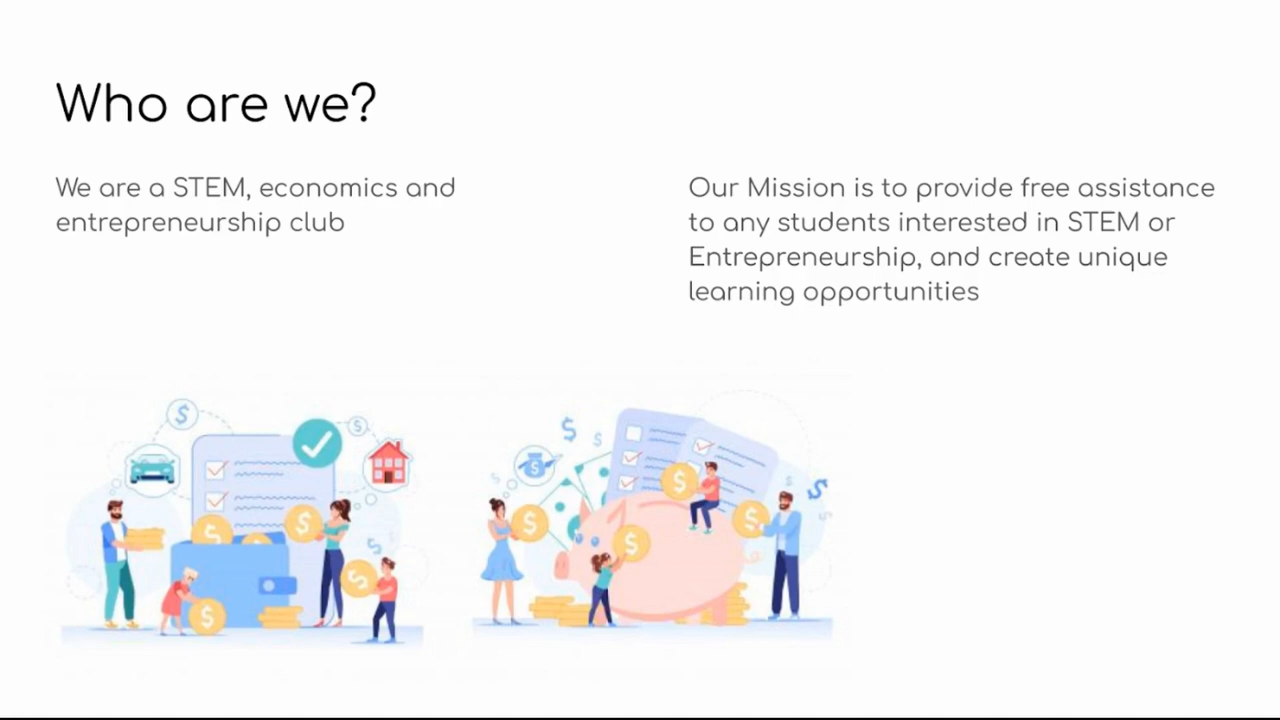 Who are we?
We are a STEM, economics and
entrepreneurship club
Our Mission is to provide free assistance
to any students interested in STEM or
Entrepreneurship, and create unique
learning opportunities